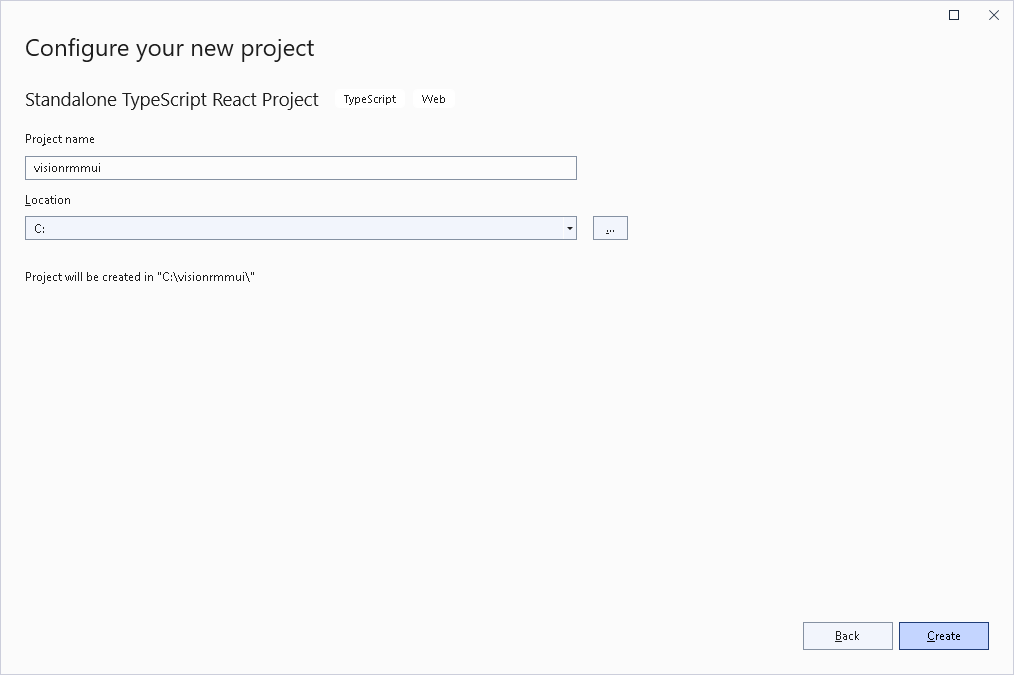 Configure your new project
Standalone TypeScript React Project TypeScript Web
Project name
visionrmmui
Location
C:
...
Project will be created in "C:\visionrmmui\"
Back Create